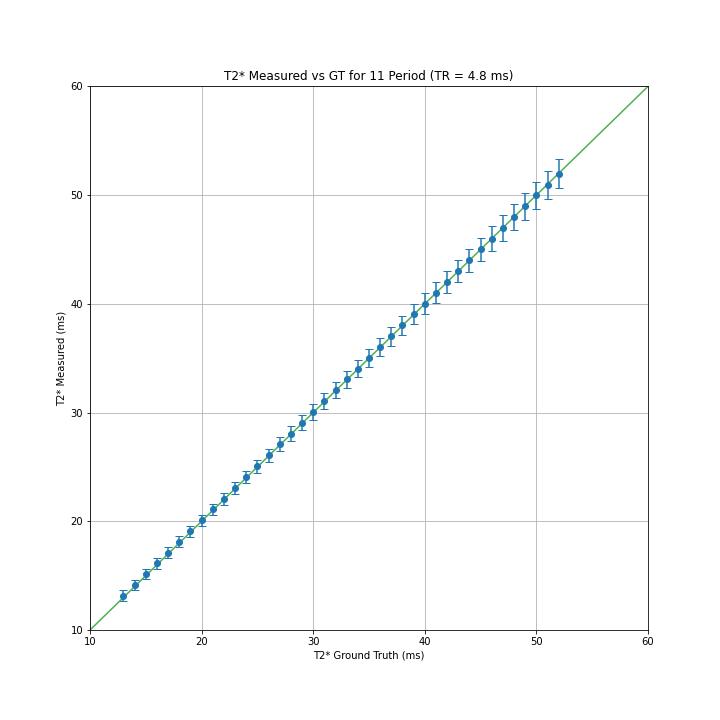 T2* Measured vs GT for 11 Period (TR = 4.8 ms)
60
50
40
30
20
10
T2* Measured (ms)
10 20 30 40 50 60
T2* Ground Truth (ms)